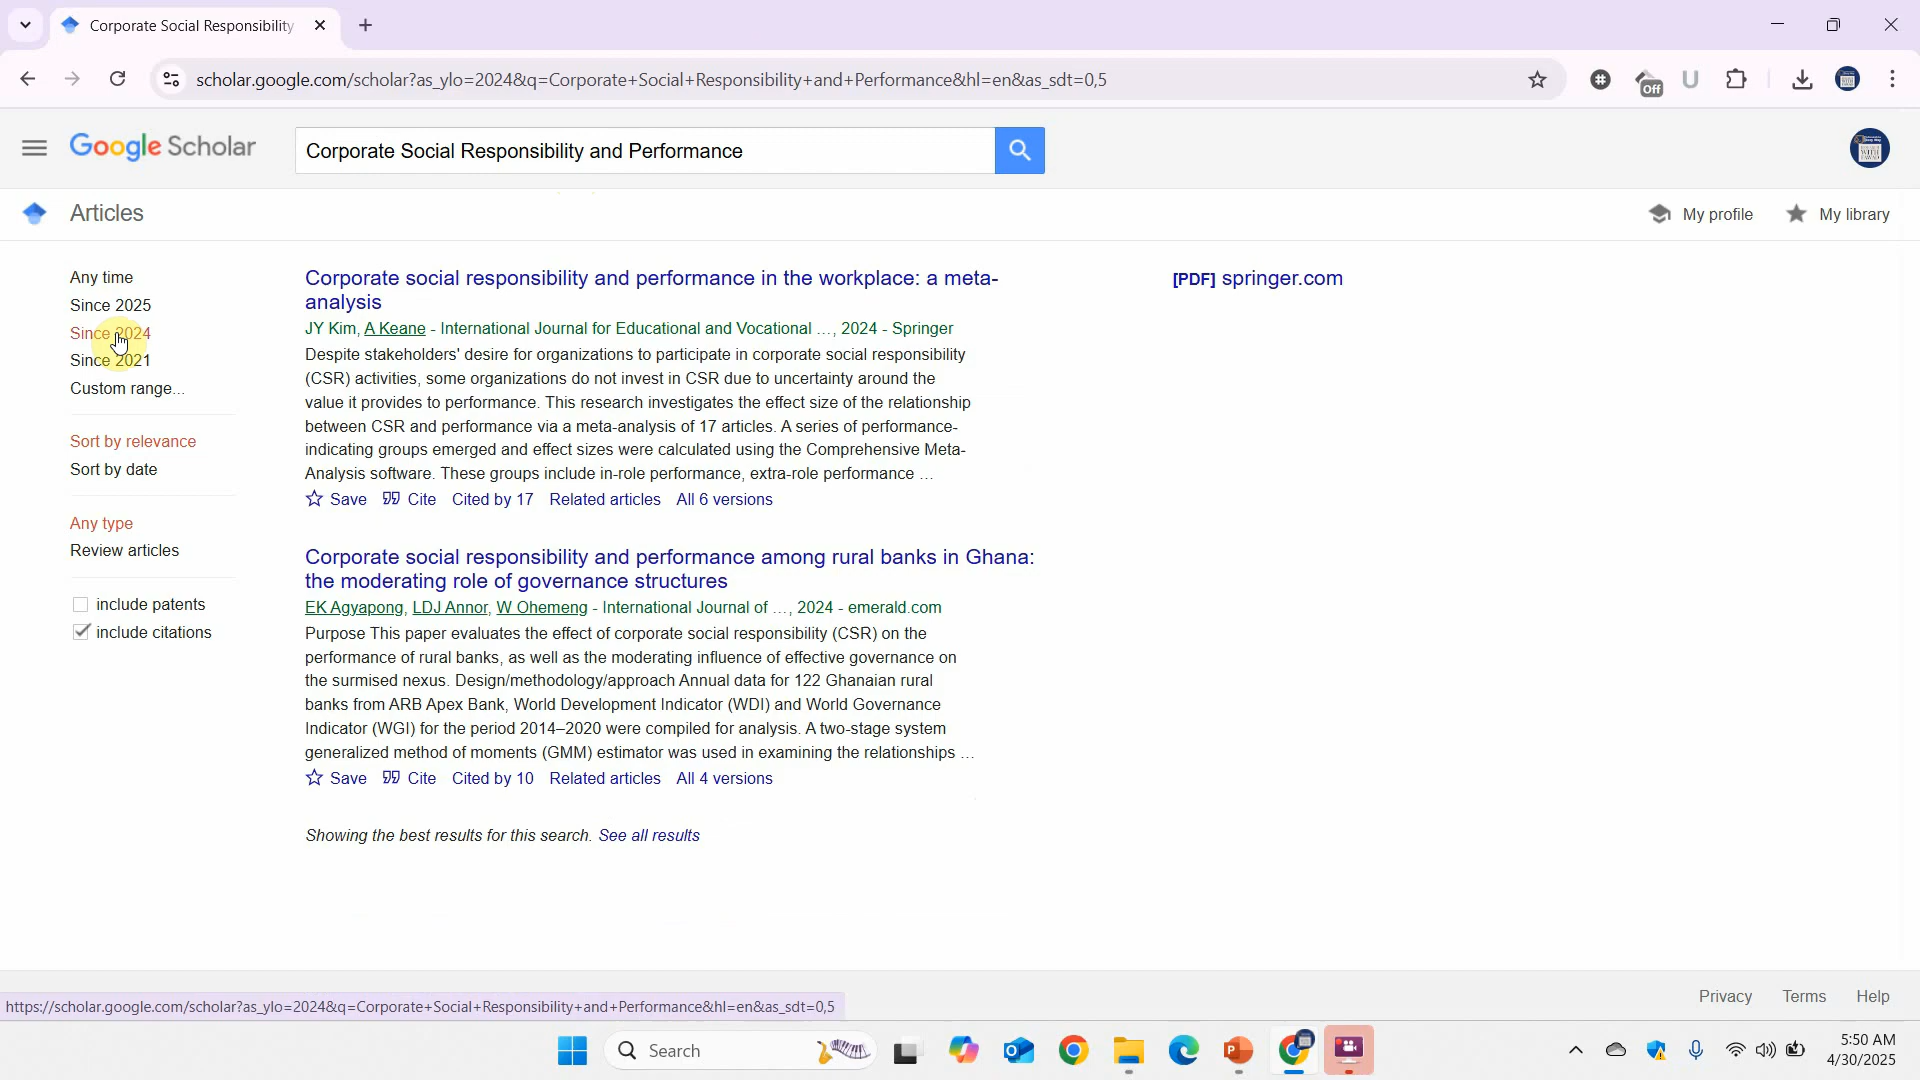 Corporate Social Responsibility
scholar.google.com/scholar?as_ylo=2024&q=Corporate+Social+Responsibility+and+Performance&hl=en&as_sdt=0,5
Off
U
Google Scholar
Corporate Social Responsibility and Performance
Articles
My profile
My library
Any time
Since 2025
Since 2024
Since 2021
Custom range...
Sort by relevance
Sort by date
Any type
Review articles
include patents
include citations
Corporate social responsibility and performance in the workplace: a meta-
analysis
JY Kim, A Keane - International Journal for Educational and Vocational …, 2024 - Springer
Despite stakeholders' desire for organizations to participate in corporate social responsibility
(CSR) activities, some organizations do not invest in CSR due to uncertainty around the
value it provides to performance. This research investigates the effect size of the relationship
between CSR and performance via a meta-analysis of 17 articles. A series of performance-
indicating groups emerged and effect sizes were calculated using the Comprehensive Meta-
Analysis software. These groups include in-role performance, extra-role performance …
Save Cite Cited by 17 Related articles All 6 versions
[PDF] springer.com
Corporate social responsibility and performance among rural banks in Ghana:
the moderating role of governance structures
EK Agyapong, LDJ Annor, W Ohemeng - International Journal of …, 2024 - emerald.com
Purpose This paper evaluates the effect of corporate social responsibility (CSR) on the
performance of rural banks, as well as the moderating influence of effective governance on
the surmised nexus. Design/methodology/approach Annual data for 122 Ghanaian rural
banks from ARB Apex Bank, World Development Indicator (WDI) and World Governance
Indicator (WGI) for the period 2014–2020 were compiled for analysis. A two-stage system
generalized method of moments (GMM) estimator was used in examining the relationships …
Save Cite Cited by 10 Related articles All 4 versions
Showing the best results for this search. See all results
Privacy Terms Help
https://scholar.google.com/scholar?as_ylo=2024&q=Corporate+Social+Responsibility+and+Performance&hl=en&as_sdt=0,5
Search
5:50 AM
4/30/2025